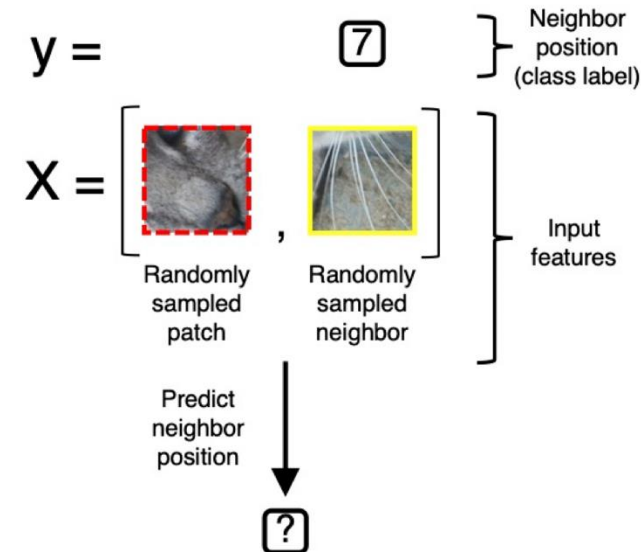 y =
7
Neighbor
position
(class label)
X =
,
Randomly
sampled
patch
Randomly
sampled
neighbor
Input
features
Predict
neighbor
position
?